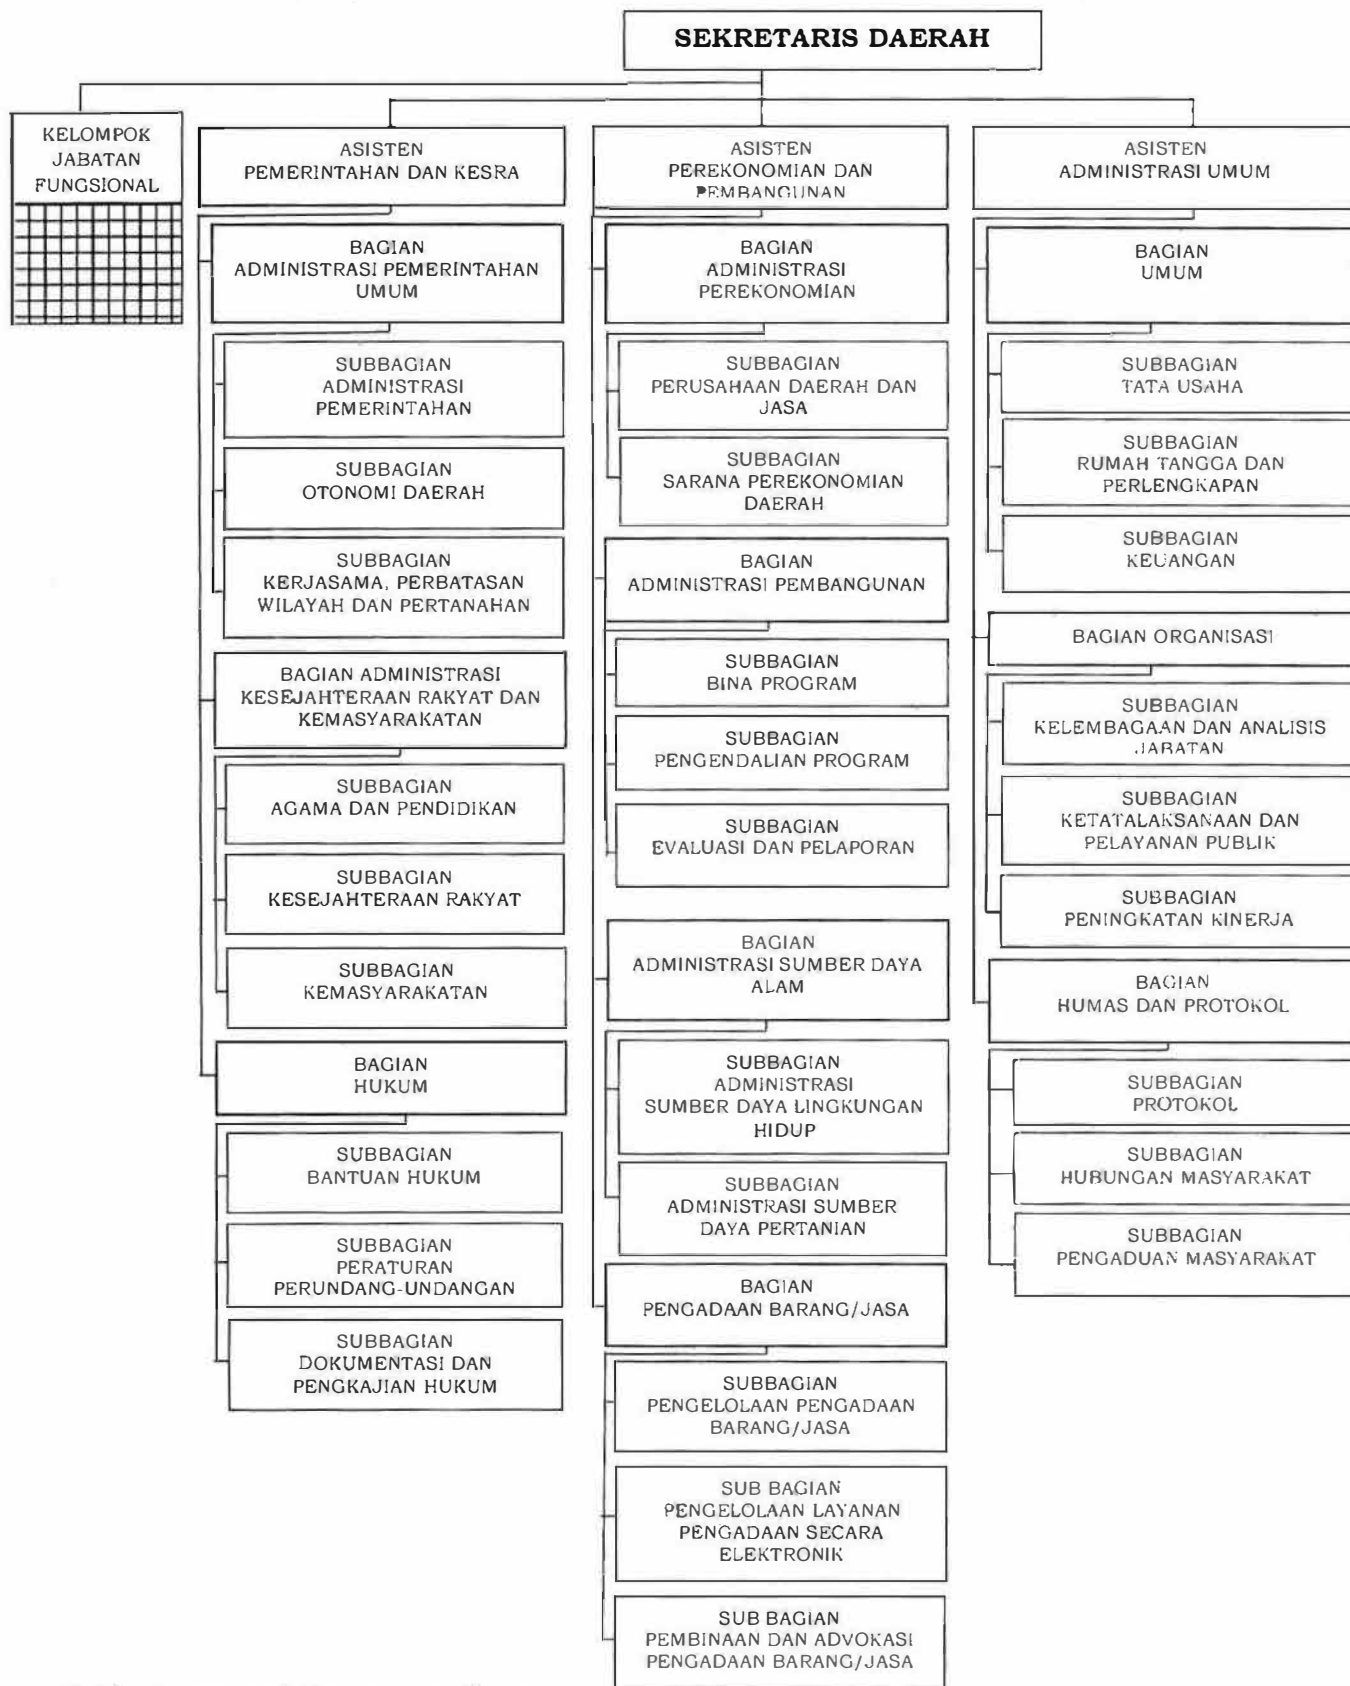 SEKRETARIS DAERAH
KELOMPOK
JABATAN
FUNGSIONAL
ASISTEN
PEMERINTAHAN DAN KESRA
BAGIAN
ADMINISTRASI PEMERINTAHAN
UMUM
SUBBAGIAN
ADMINISTRASI
PEMERINTAHAN
SUBBAGIAN
OTONOMI DAERAH
SUBBAGIAN
KERJASAMA, PERBATASAN
WILAYAH DAN PERTANAHAN
BAGIAN ADMINISTRASI
KESEJAHTERAAN RAKYAT DAN
KEMASYARAKATAN
SUBBAGIAN
AGAMA DAN PENDIDIKAN
SUBBAGIAN
KESEJAHTERAAN RAKYAT
SUBBAGIAN
KEMASYARAKATAN
BAGIAN
HUKUM
SUBBAGIAN
BANTUAN HUKUM
SUBBAGIAN
PERATURAN
PERUNDANG-UNDANGAN
SUBBAGIAN
DOKUMENTASI DAN
PENGKAJIAN HUKUM
ASISTEN
PEREKONOMIAN DAN
PEMBANGUNAN
BAGIAN
ADMINISTRASI
PEREKONOMIAN
SUBBAGIAN
PERUSAHAAN DAERAH DAN
JASA
SUBBAGIAN
SARANA PEREKONOMIAN
DAERAH
BAGIAN
ADMINISTRASI PEMBANGUNAN
SUBBAGIAN
BINA PROGRAM
SUBBAGIAN
PENGENDALIAN PROGRAM
SUBBAGIAN
EVALUASI DAN PELAPORAN
BAGIAN
ADMINISTRASI SUMBER DAYA
ALAM
SUBBAGIAN
ADMINISTRASI
SUMBER DAYA LINGKUNGAN
HIDUP
SUBBAGIAN
ADMINISTRASI SUMBER
DAYA PERTANIAN
BAGIAN
PENGADAAN BARANG/JASA
SUBBAGIAN
PENGELOLAAN PENGADAAN
BARANG/JASA
SUB BAGIAN
PENGELOLAAN LAYANAN
PENGADAAN SECARA
ELEKTRONIK
SUB BAGIAN
PEMBINAAN DAN ADVOKASI
PENGADAAN BARANG/JASA
ASISTEN
ADMINISTRASI UMUM
BAGIAN
UMUM
SUBBAGIAN
TATA USAHA
SUBBAGIAN
RUMAH TANGGA DAN
PERLENGKAPAN
SUBBAGIAN
KEUANGAN
BAGIAN ORGANISASI
SUBBAGIAN
KELEMBAGAAN DAN ANALISIS
JABATAN
SUBBAGIAN
KETATALAKSANAAN DAN
PELAYANAN PUBLIK
SUBBAGIAN
PENINGKATAN KINERJA
BAGIAN
HUMAS DAN PROTOKOL
SUBBAGIAN
PROTOKOL
SUBBAGIAN
HUBUNGAN MASYARAKAT
SUBBAGIAN
PENGADUAN MASYARAKAT